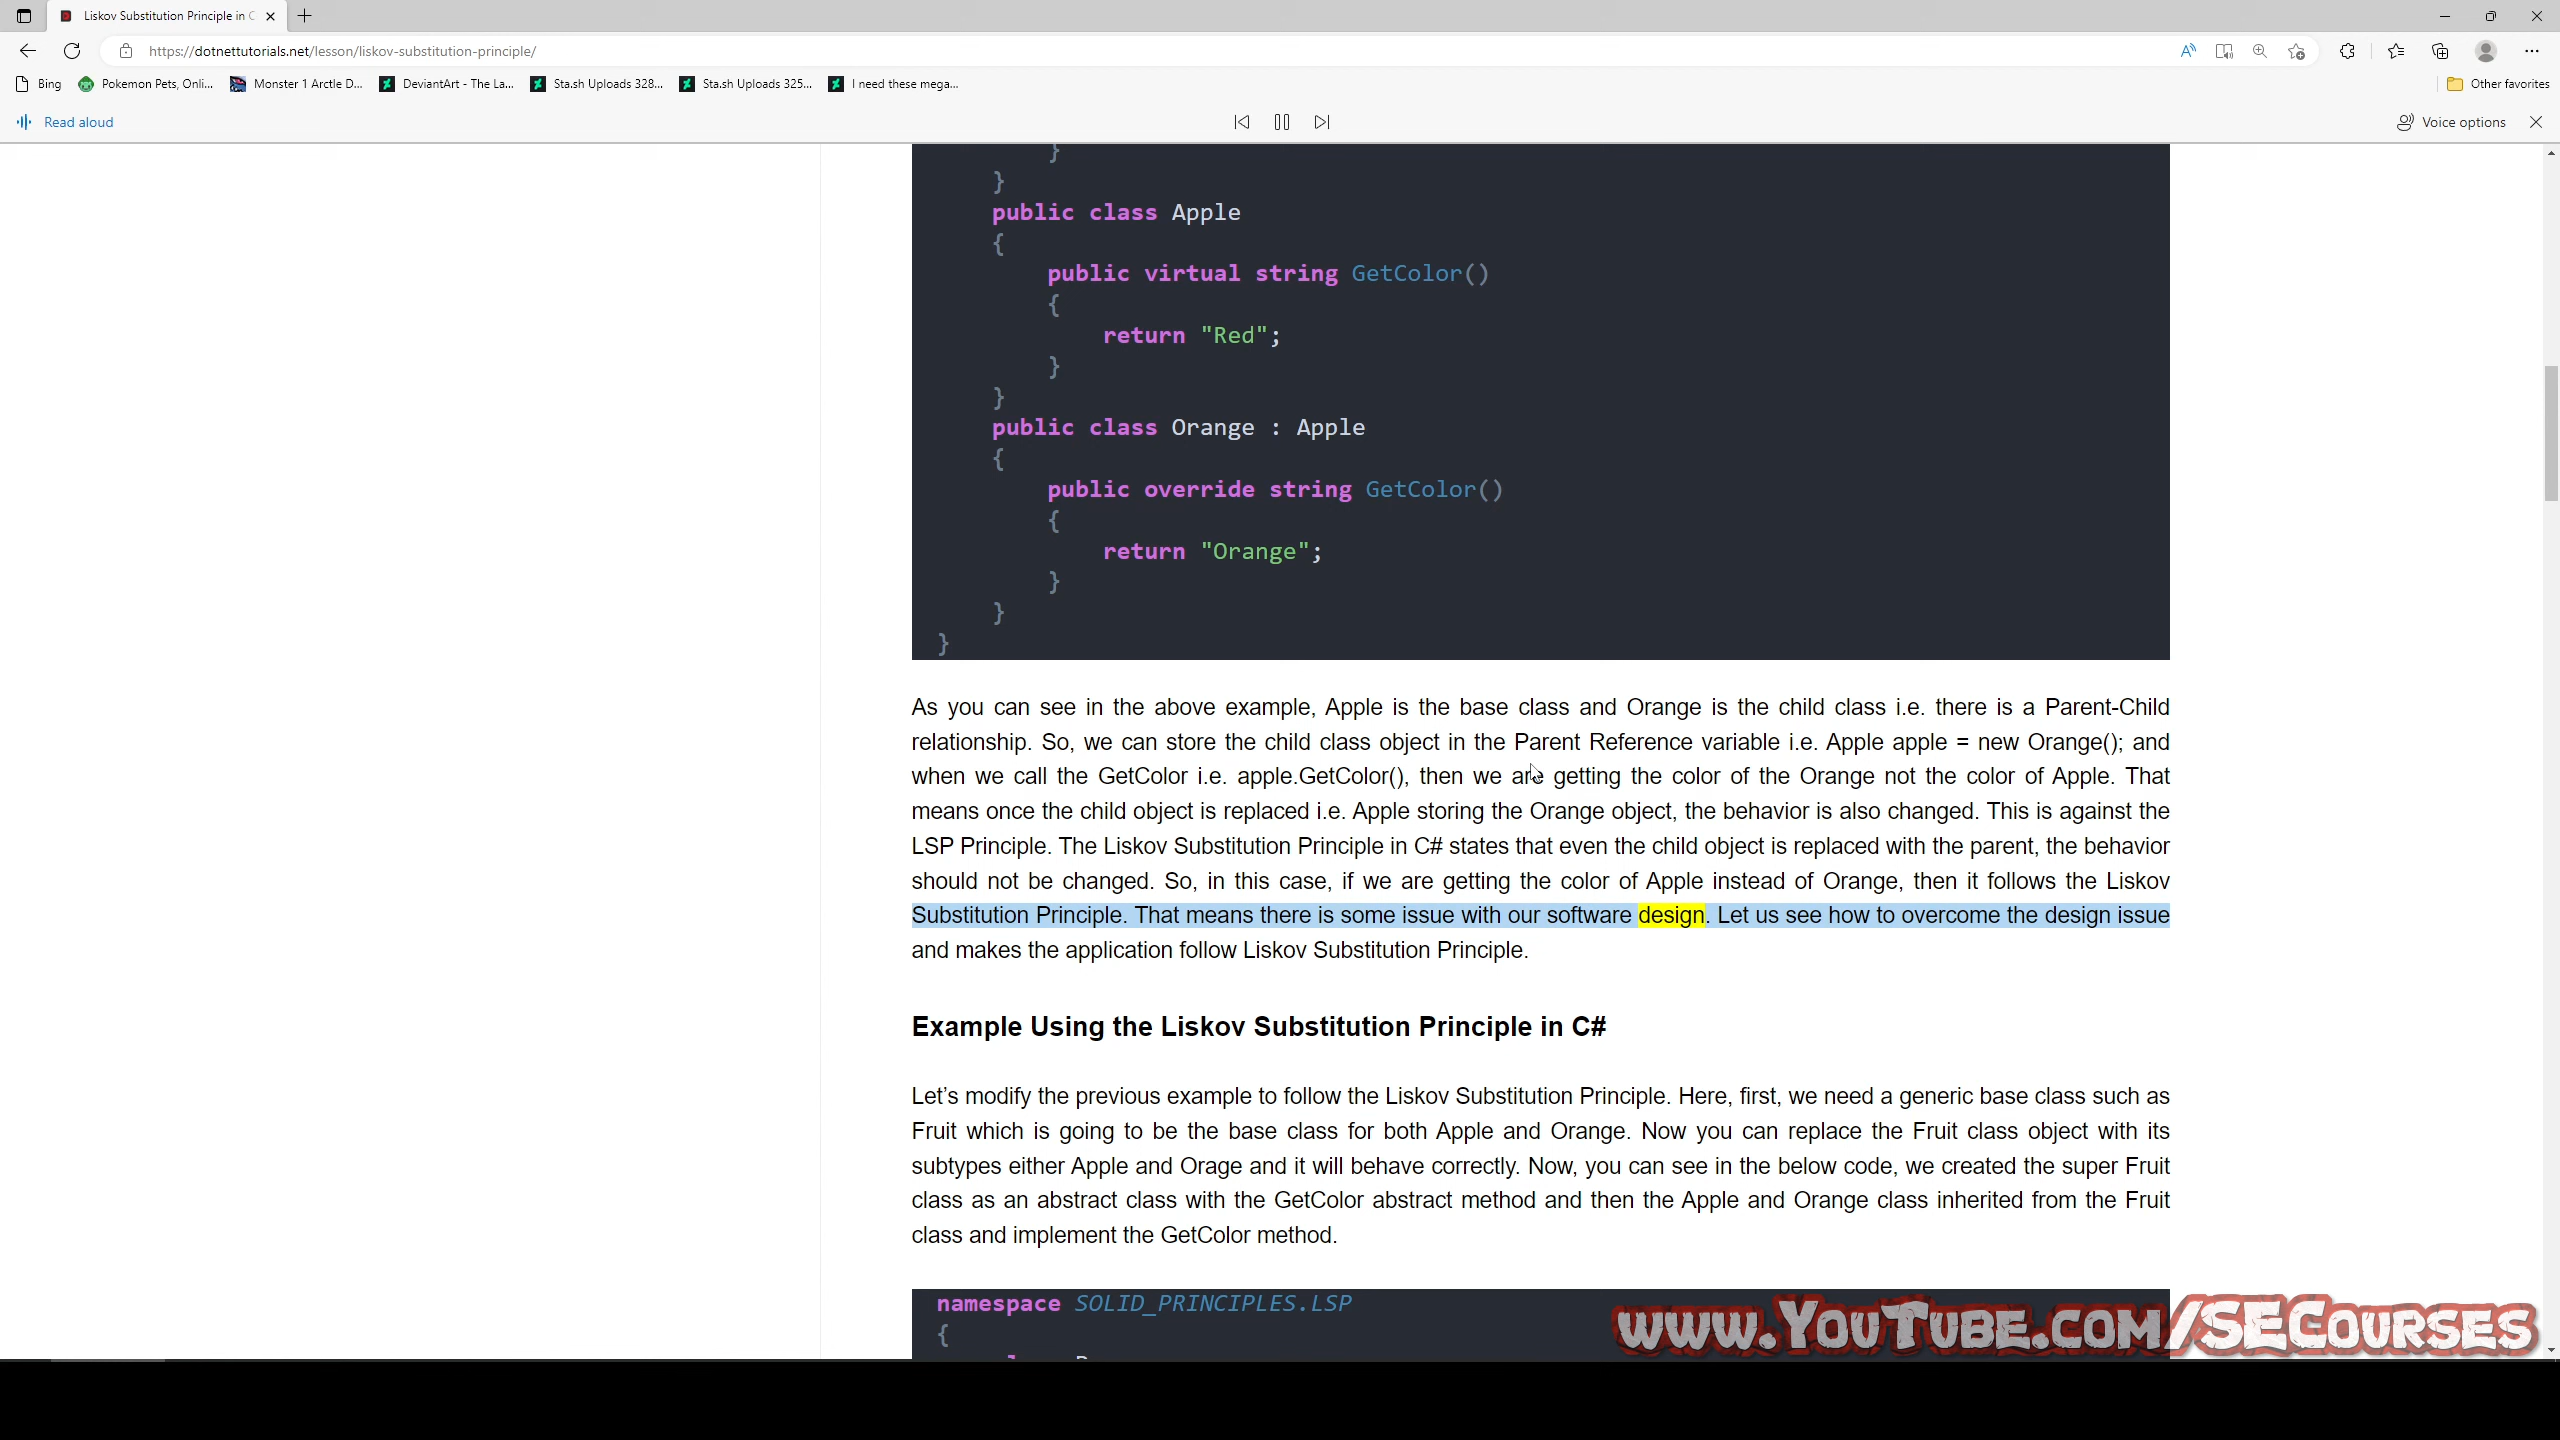 Liskov Substitution Principle in C
https://dotnettutorials.net/lesson/liskov-substitution-principle/
Bing
Pokemon Pets, Onli...
Monster 1 Arctle D...
DeviantArt - The La...
Sta.sh Uploads 328...
Sta.sh Uploads 325...
I need these mega...
Other favorites
Read aloud
Voice options
}
}
public class Apple
{
public virtual string GetColor()
{
return "Red";
}
}
public class Orange : Apple
{
public override string GetColor()
{
return "Orange";
}
}
}
As you can see in the above example, Apple is the base class and Orange is the child class i.e. there is a Parent-Child
relationship. So, we can store the child class object in the Parent Reference variable i.e. Apple apple = new Orange(); and
when we call the GetColor i.e. apple.GetColor(), then we are getting the color of the Orange not the color of Apple. That
means once the child object is replaced i.e. Apple storing the Orange object, the behavior is also changed. This is against the
LSP Principle. The Liskov Substitution Principle in C# states that even the child object is replaced with the parent, the behavior
should not be changed. So, in this case, if we are getting the color of Apple instead of Orange, then it follows the Liskov
Substitution Principle. That means there is some issue with our software design. Let us see how to overcome the design issue
and makes the application follow Liskov Substitution Principle.
Example Using the Liskov Substitution Principle in C#
Let’s modify the previous example to follow the Liskov Substitution Principle. Here, first, we need a generic base class such as
Fruit which is going to be the base class for both Apple and Orange. Now you can replace the Fruit class object with its
subtypes either Apple and Orage and it will behave correctly. Now, you can see in the below code, we created the super Fruit
class as an abstract class with the GetColor abstract method and then the Apple and Orange class inherited from the Fruit
class and implement the GetColor method.
namespace SOLID_PRINCIPLES.LSP
{
www.YouTube.com/SECourses